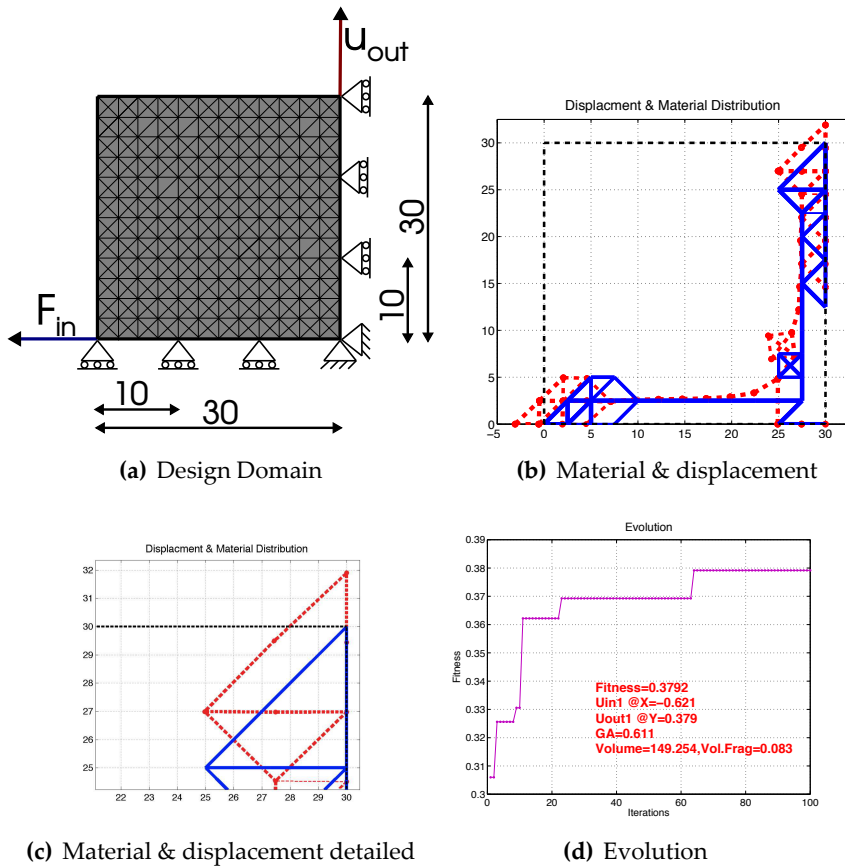 u_out
30
10
F_in
10
30
(a) Design Domain
Displacment & Material Distribution
30
25
20
15
10
5
0
−5 0 5 10 15 20 25 30
(b) Material & displacement
Displacment & Material Distribution
32
31
30
29
28
27
26
25
22 23 24 25 26 27 28 29 30
(c) Material & displacement detailed
Evolution
0.39
0.38
0.37
0.36
0.35
0.34
0.33
0.32
0.31
0.3
Fitness
Fitness=0.3792
Uin1 @X=−0.621
Uout1 @Y=0.379
GA=0.611
Volume=149.254,Vol.Frag=0.083
0 20 40 60 80 100
Iterations
(d) Evolution